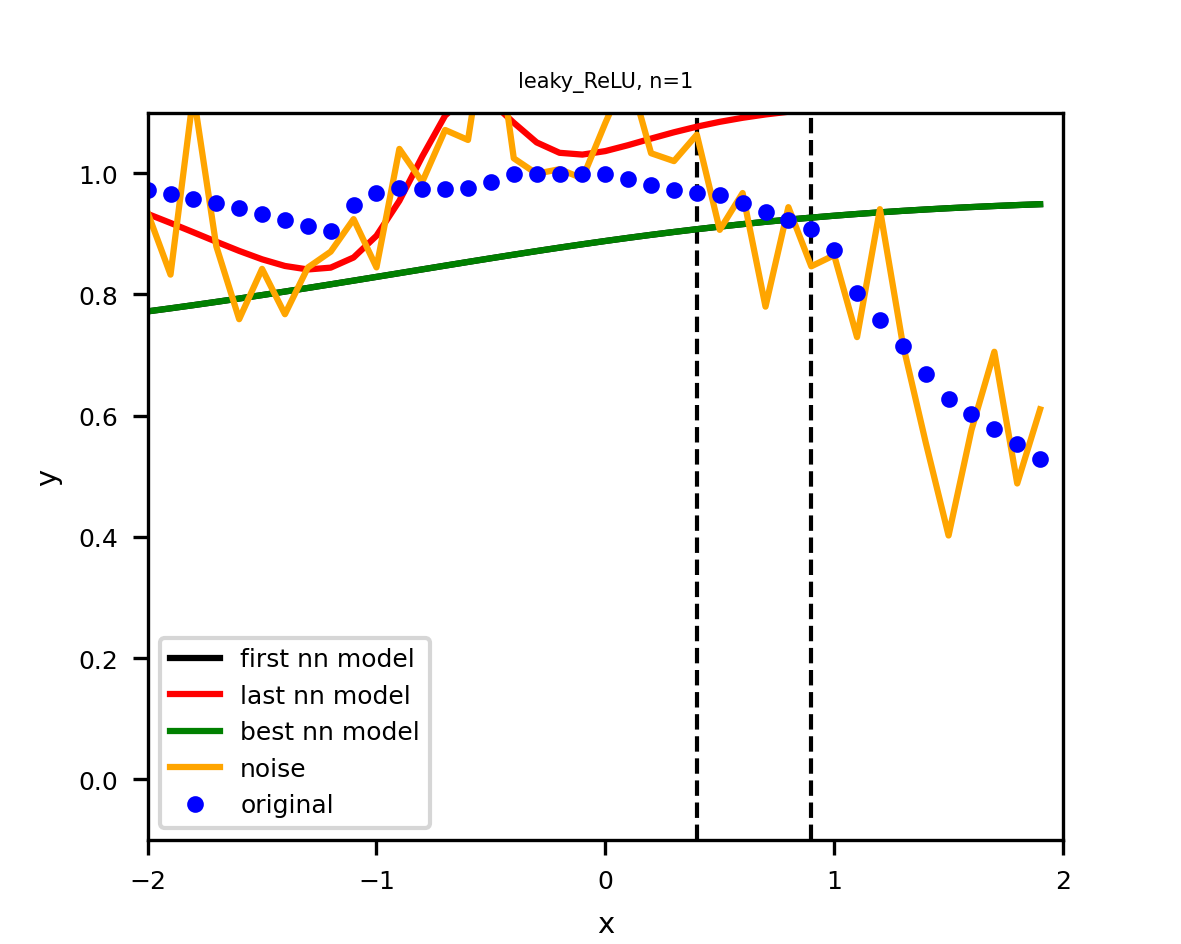 leaky_ReLU, n=1
1.0
0.8
0.6
0.4
0.2
0.0
y
first nn model
last nn model
best nn model
noise
original
−2
−1
0
1
2
x